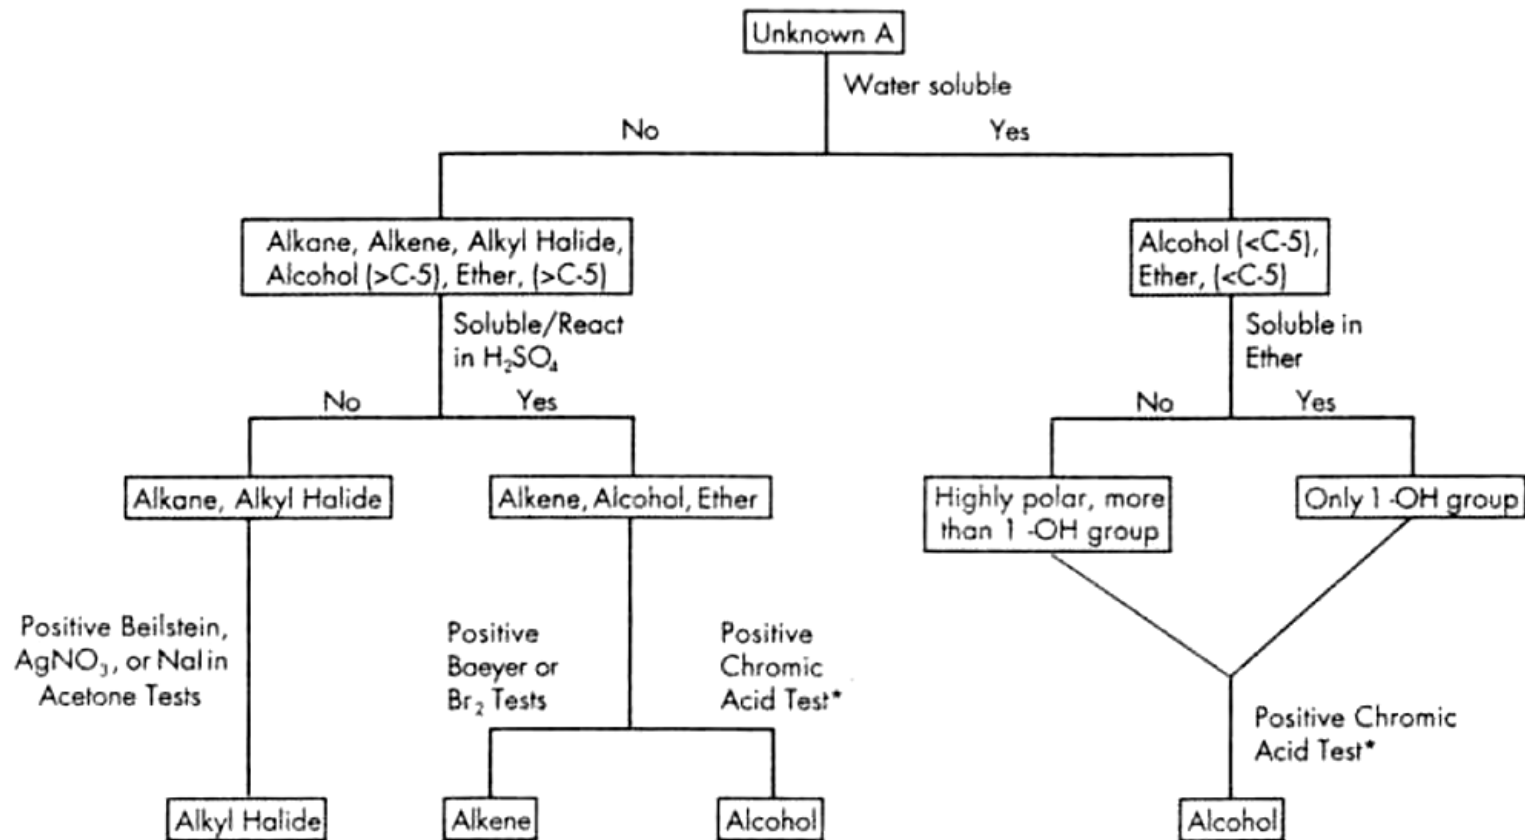 Unknown A
Water soluble
No
Yes
Alkane, Alkene, Alkyl Halide,
Alcohol (>C-5), Ether, (>C-5)
Alcohol (<C-5),
Ether, (<C-5)
Soluble/React
in H₂SO₄
Soluble in
Ether
No
Yes
No
Yes
Alkane, Alkyl Halide
Alkene, Alcohol, Ether
Highly polar, more
than 1 -OH group
Only 1 -OH group
Positive Beilstein,
AgNO₃, or NaI in
Acetone Tests
Positive
Baeyer or
Br₂ Tests
Positive
Chromic
Acid Test*
Positive Chromic
Acid Test*
Alkyl Halide
Alkene
Alcohol
Alcohol